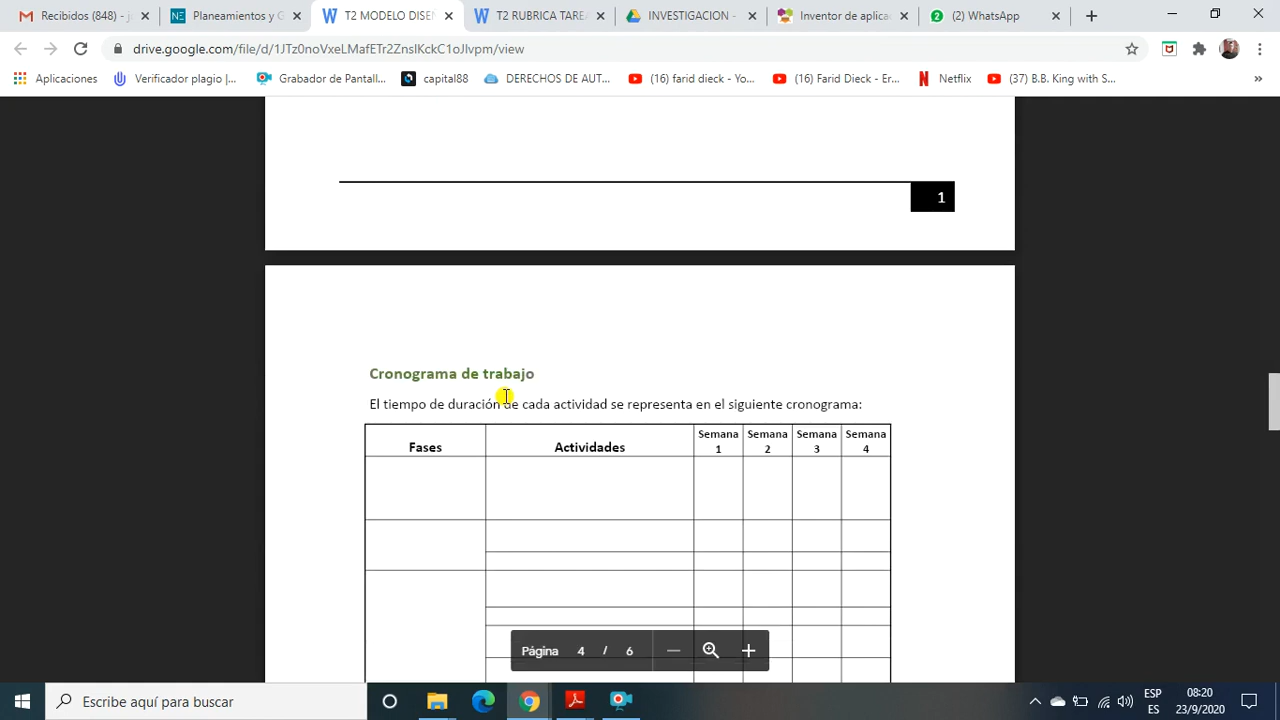 Recibidos (848) - j
Planeamientos y G
T2 MODELO DISEÑ
T2 RUBRICA TAREA
INVESTIGACION -
Inventor de aplica
(2) WhatsApp
drive.google.com/file/d/1JTz0noVxeLMafETr2ZnslKckC1oJlvpm/view
Aplicaciones
Verificador plagio |...
Grabador de Pantall...
capital88
DERECHOS DE AUT...
(16) farid dieck - Yo...
(16) Farid Dieck - Er...
Netflix
(37) B.B. King with S...
»
1
Cronograma de trabajo
El tiempo de duración de cada actividad se representa en el siguiente cronograma:
Fases
Actividades
Semana 1
Semana 2
Semana 3
Semana 4
Página 4 / 6
Escribe aquí para buscar
ESP
ES
08:20
23/9/2020